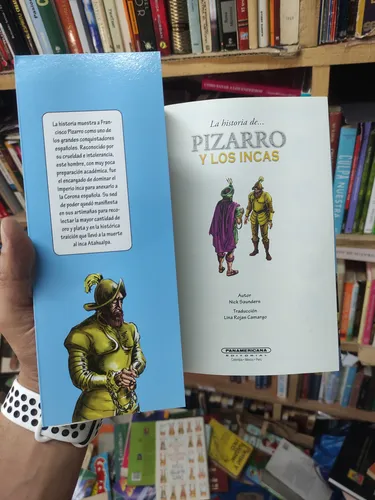 La historia muestra a Fran-
cisco Pizarro como uno de
los grandes conquistadores
españoles. Reconocido por
su crueldad e intolerancia,
este hombre, con muy poca
preparación académica, fue
el encargado de dominar el
imperio inca para anexarlo a
la Corona española. Su sed
de poder quedó manifiesta
en sus artimañas para reco-
lectar la mayor cantidad de
oro y plata y en la histórica
traición que llevó a la muerte
al inca Atahualpa.
La historia de...
PIZARRO
Y LOS INCAS
Autor
Nick Saunders
Traducción
Lina Rojas Camargo
PANAMERICANA
EDITORIAL
CULPA
NUESTRA